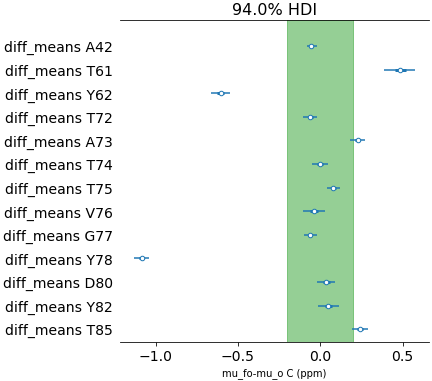 94.0% HDI
diff_means A42
diff_means T61
diff_means Y62
diff_means T72
diff_means A73
diff_means T74
diff_means T75
diff_means V76
diff_means G77
diff_means Y78
diff_means D80
diff_means Y82
diff_means T85
−1.0 −0.5 0.0 0.5
mu_fo-mu_o C (ppm)